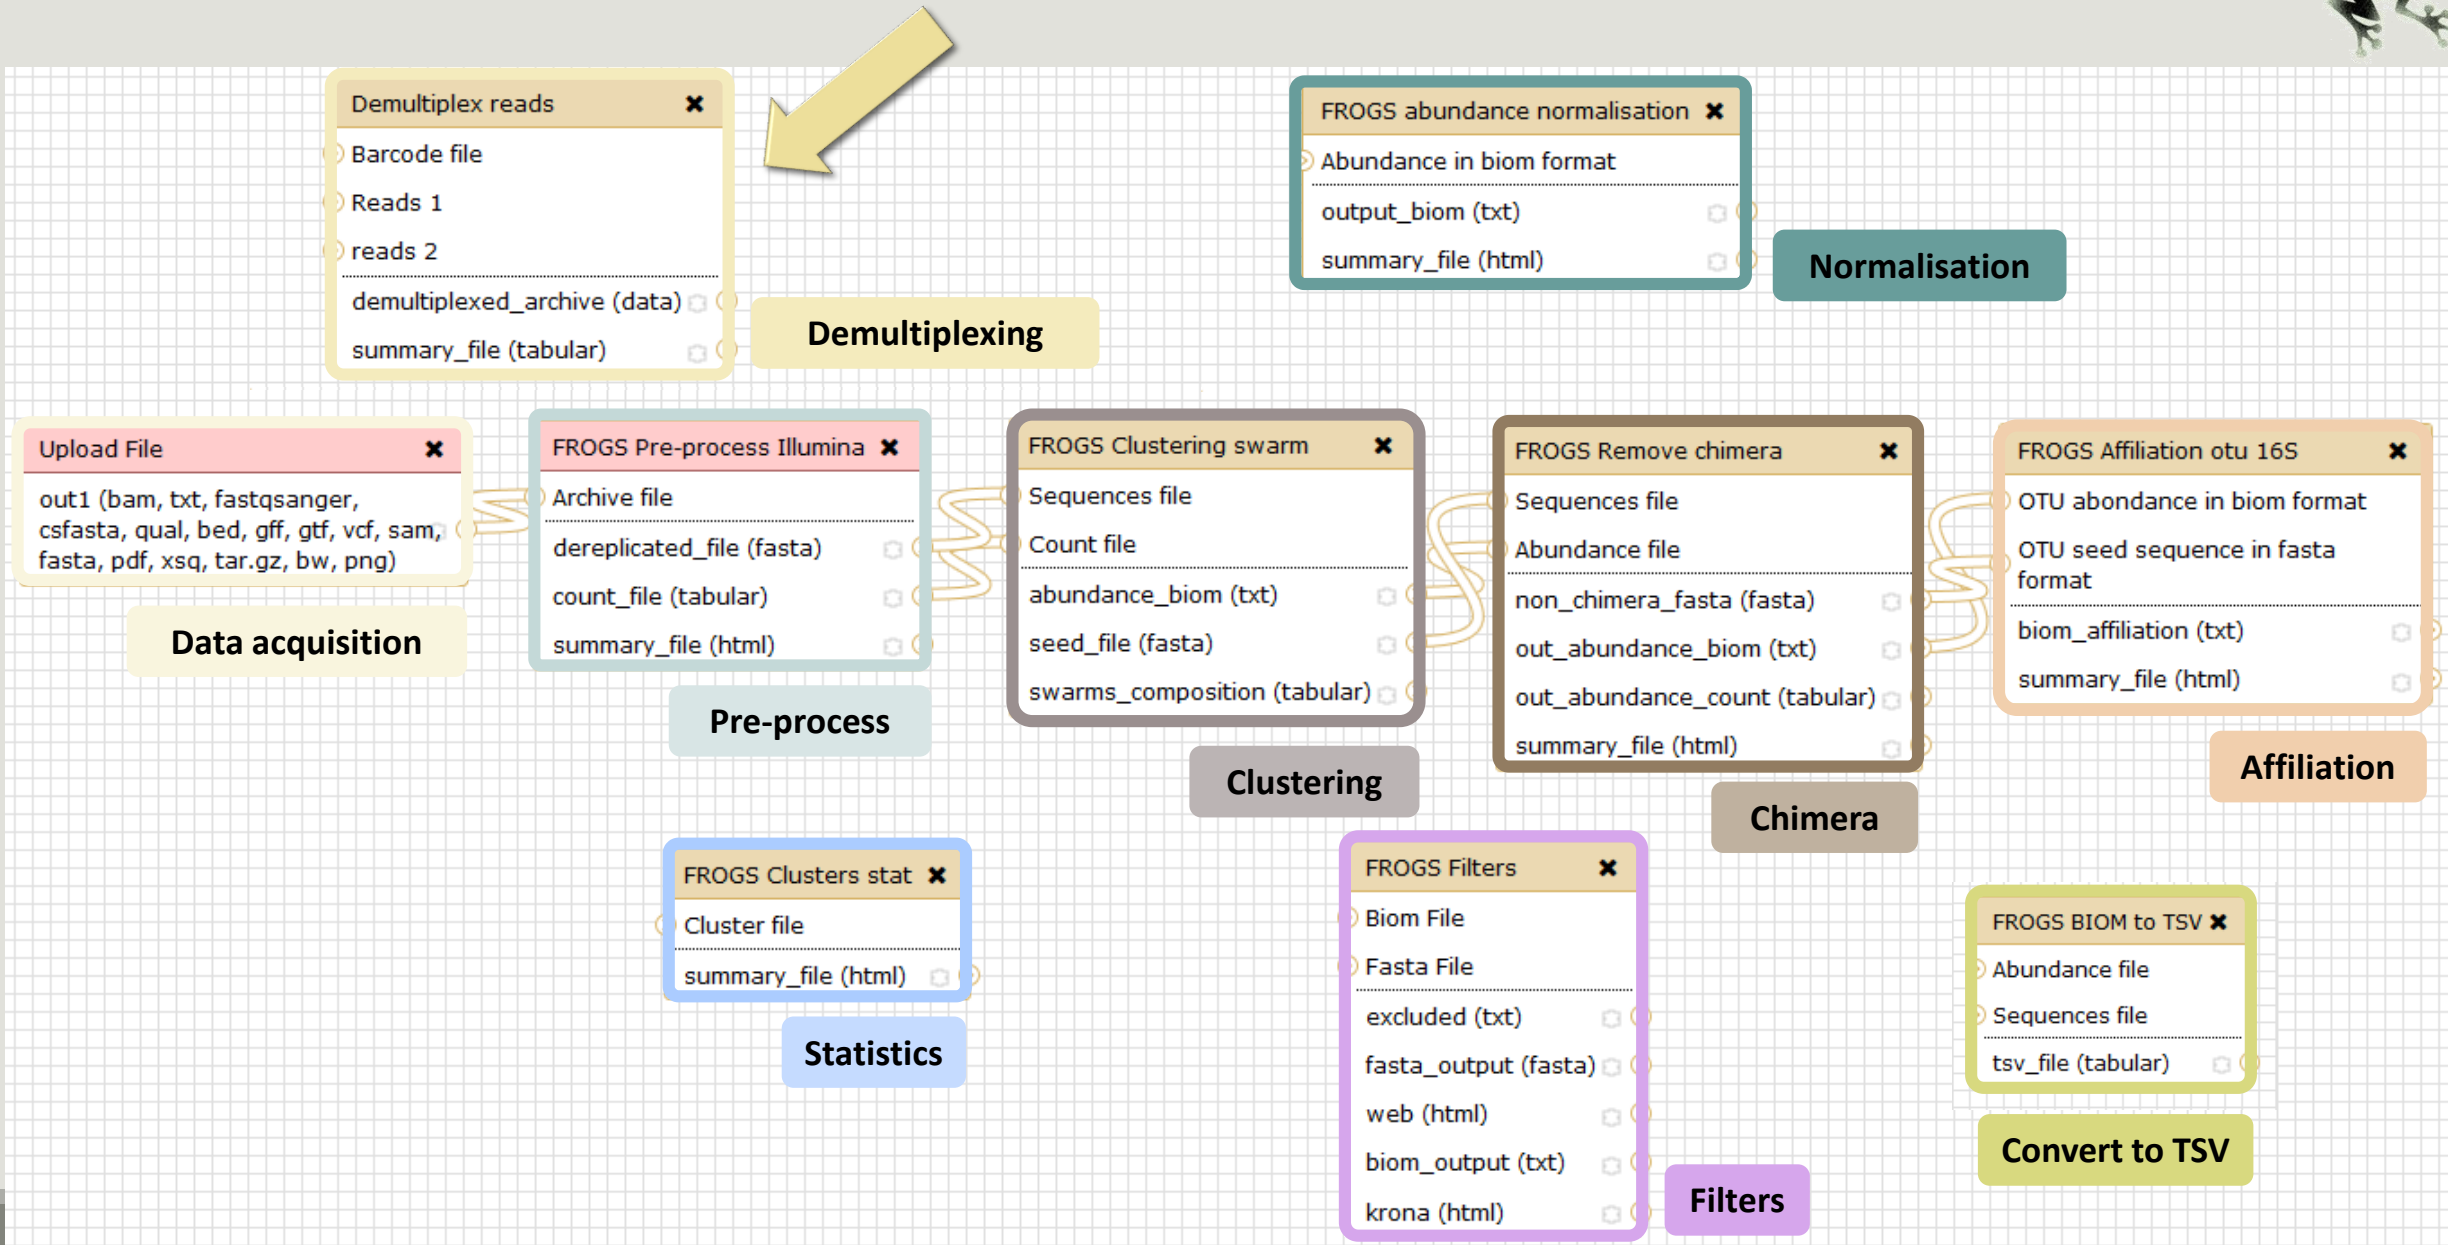 Demultiplex reads
Barcode file
Reads 1
reads 2
demultiplexed_archive (data)
summary_file (tabular)
Demultiplexing
FROGS abundance normalisation
Abundance in biom format
output_biom (txt)
summary_file (html)
Normalisation
Upload File
out1 (bam, txt, fastqsanger,
csfasta, qual, bed, gff, gtf, vcf, sam,
fasta, pdf, xsq, tar.gz, bw, png)
Data acquisition
FROGS Pre-process Illumina
Archive file
dereplicated_file (fasta)
count_file (tabular)
summary_file (html)
Pre-process
FROGS Clustering swarm
Sequences file
Count file
abundance_biom (txt)
seed_file (fasta)
swarms_composition (tabular)
Clustering
FROGS Remove chimera
Sequences file
Abundance file
non_chimera_fasta (fasta)
out_abundance_biom (txt)
out_abundance_count (tabular)
summary_file (html)
Chimera
FROGS Affiliation otu 16S
OTU abondance in biom format
OTU seed sequence in fasta
format
biom_affiliation (txt)
summary_file (html)
Affiliation
FROGS Clusters stat
Cluster file
summary_file (html)
Statistics
FROGS Filters
Biom File
Fasta File
excluded (txt)
fasta_output (fasta)
web (html)
biom_output (txt)
krona (html)
Filters
FROGS BIOM to TSV
Abundance file
Sequences file
tsv_file (tabular)
Convert to TSV